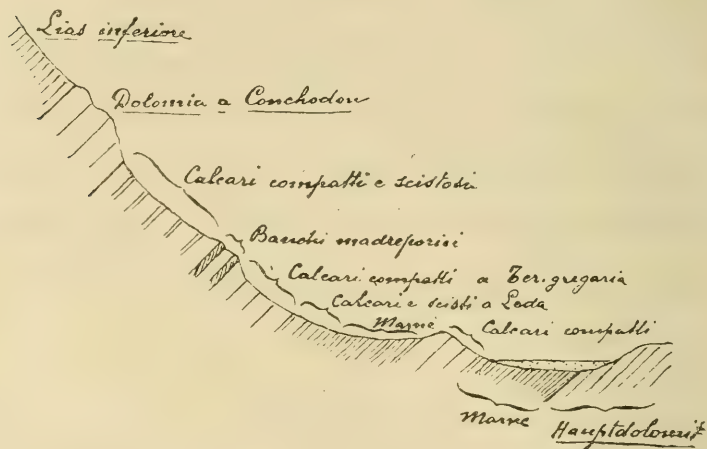 Lias inferiore
Dolomia a Conchodon
Calcari compatti e scistosi
Banchi madreporici
Calcari compatti a Ter. gregaria
Calcari e scisti a Leda
Marne
Calcari compatti
Marne
Hauptdolomit